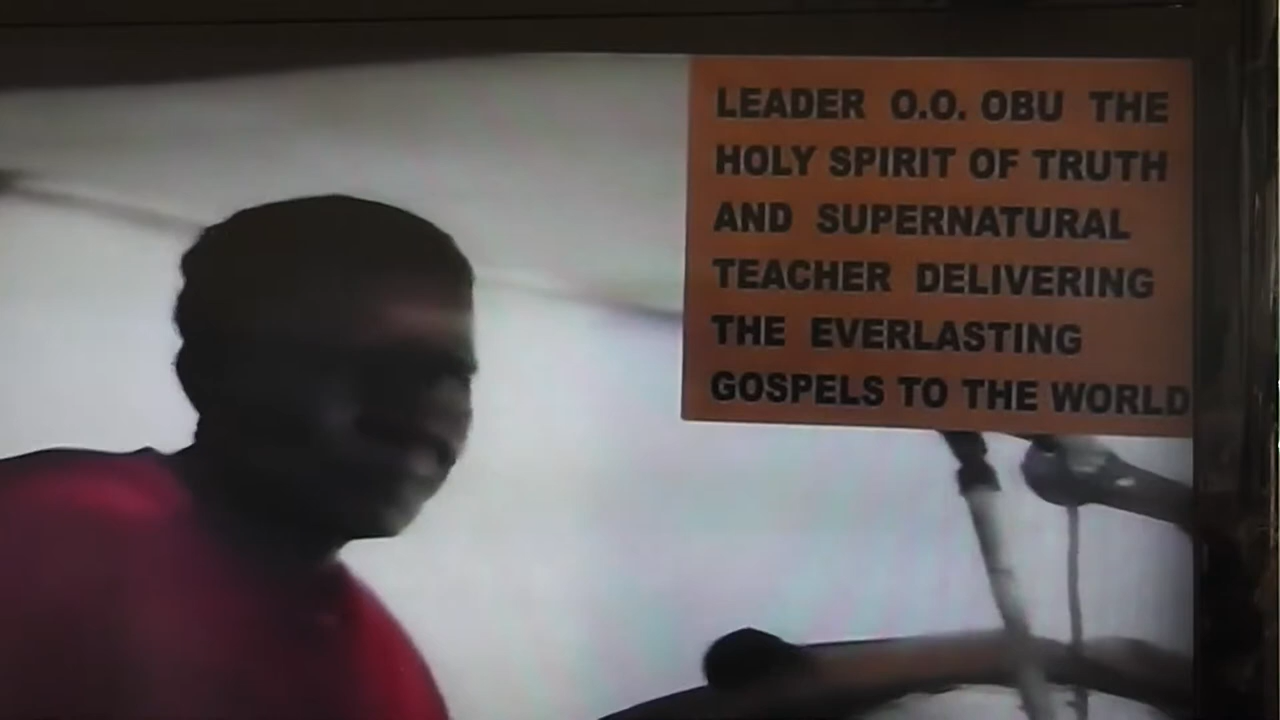 LEADER O.O. OBU THE
HOLY SPIRIT OF TRUTH
AND SUPERNATURAL
TEACHER DELIVERING
THE EVERLASTING
GOSPELS TO THE WORLD